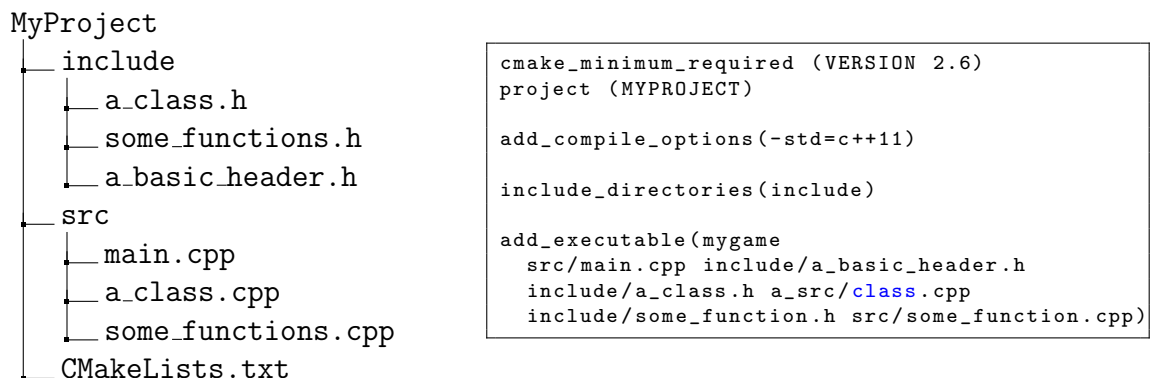 MyProject
include
a_class.h
some_functions.h
a_basic_header.h
src
main.cpp
a_class.cpp
some_functions.cpp
CMakeLists.txt
cmake_minimum_required (VERSION 2.6)
project (MYPROJECT)
add_compile_options(-std=c++11)
include_directories(include)
add_executable(mygame
src/main.cpp include/a_basic_header.h
include/a_class.h a_src/class.cpp
include/some_function.h src/some_function.cpp)